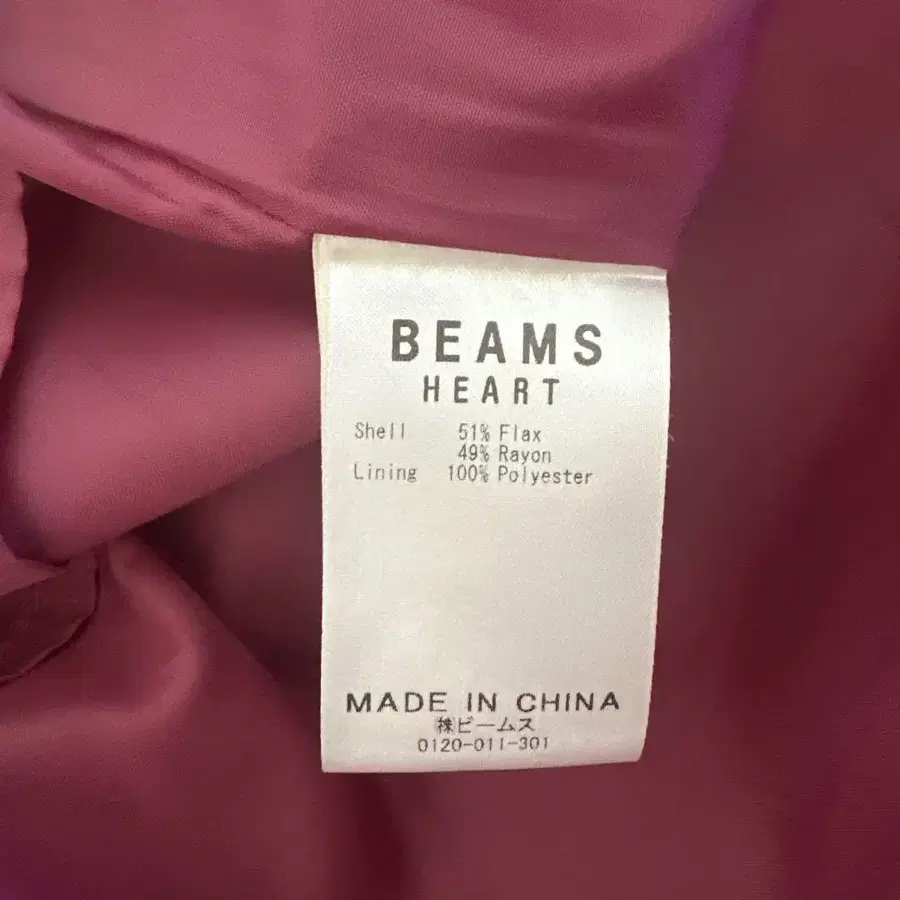 BEAMS
HEART
Shell 51% Flax
49% Rayon
Lining 100% Polyester
MADE IN CHINA
㈱ビームス
0120-011-301